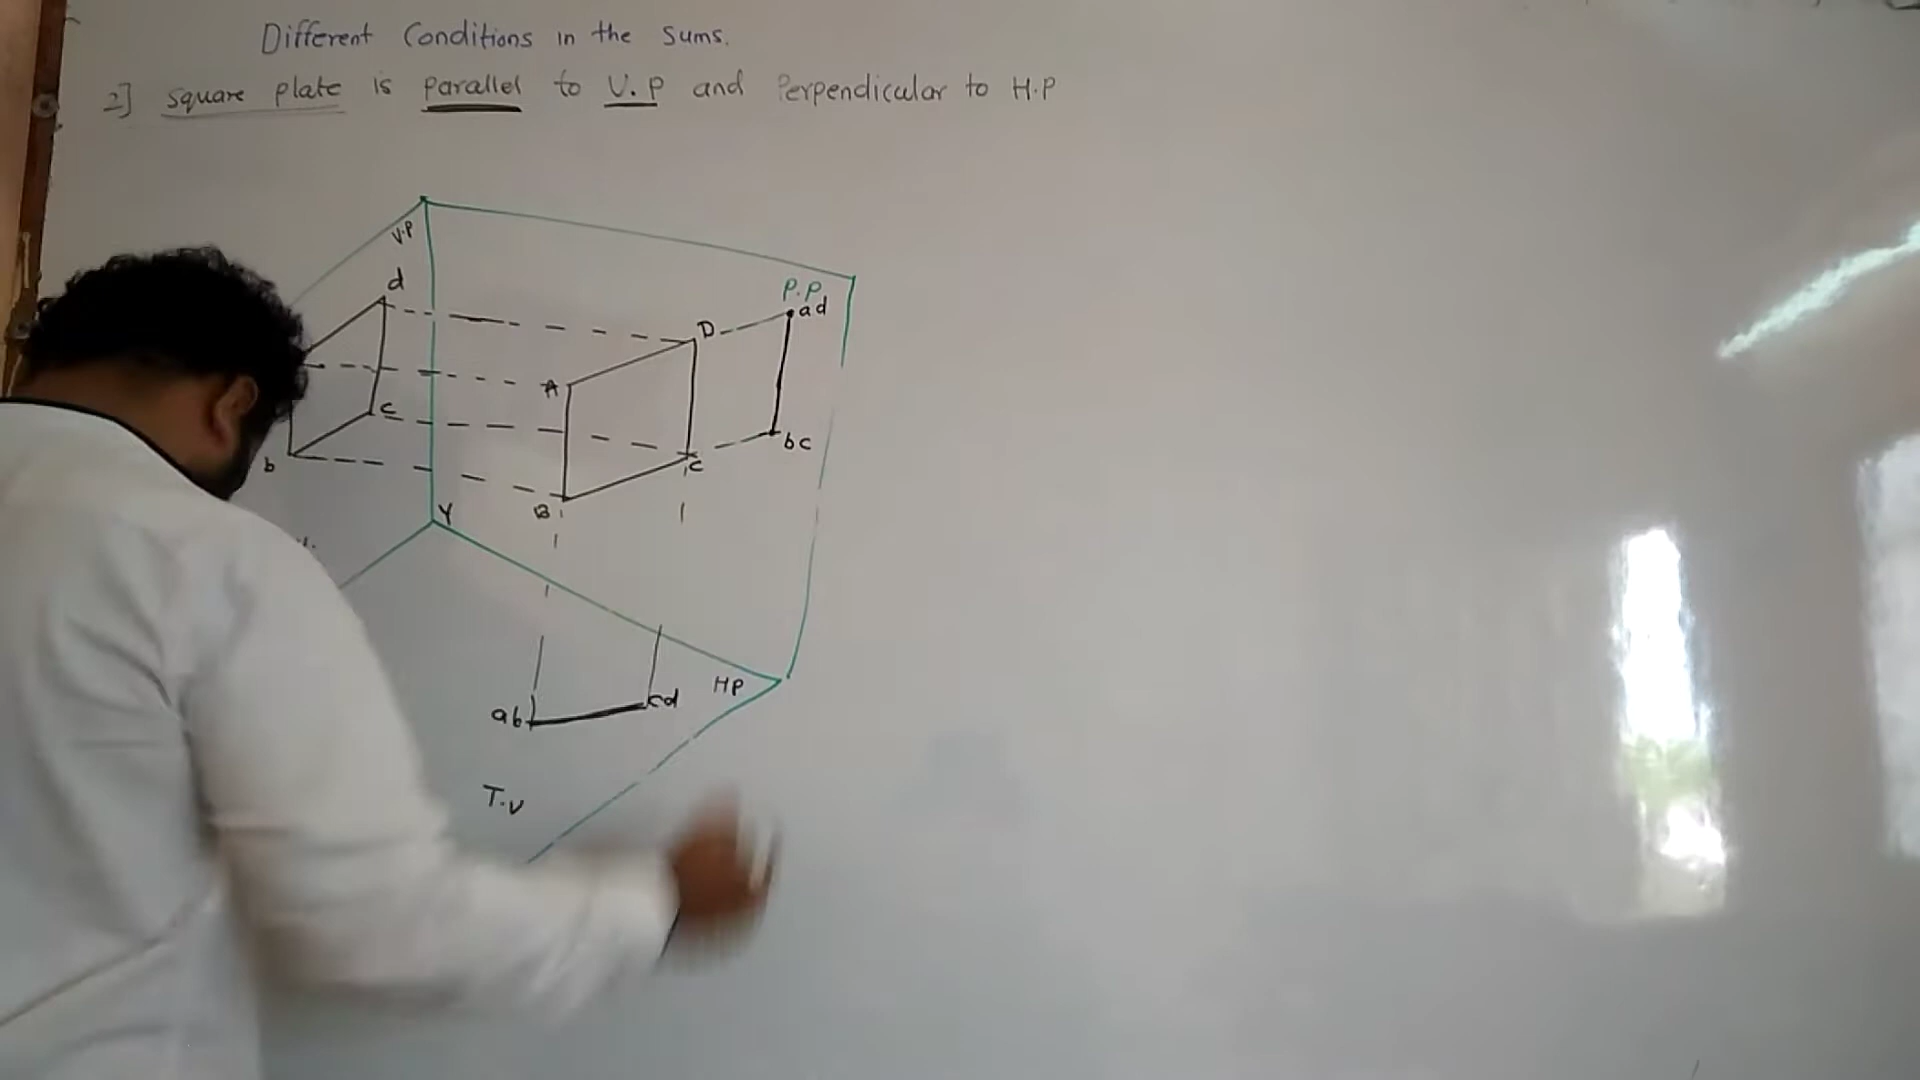 Different Conditions in the sums.
2] square plate is parallel to V.P and Perpendicular to H.P
V.P
d
P.P
ad
D
A
c
bc
b
C
B
Y
HP
cd
ab
T.V